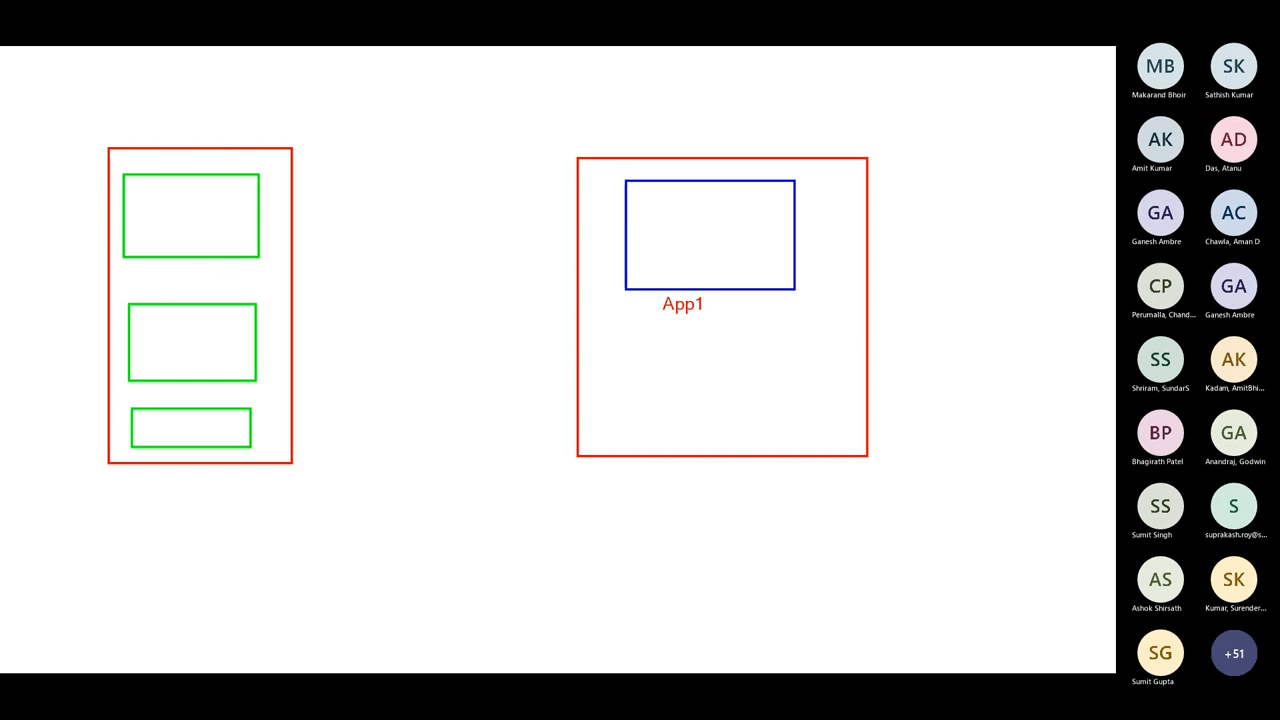 App1
MB
SK
Makarand Bhoir
Sathish Kumar
AK
AD
Amit Kumar
Das, Atanu
GA
AC
Ganesh Ambre
Chawla, Aman D
CP
GA
Perumalla, Chand...
Ganesh Ambre
SS
AK
Shriram, SundarS
Kadam, AmitBhi...
BP
GA
Bhagirath Patel
Anandraj, Godwin
SS
S
Sumit Singh
suprakash.roy@s...
AS
SK
Ashok Shirsath
Kumar, Surender...
SG
+51
Sumit Gupta